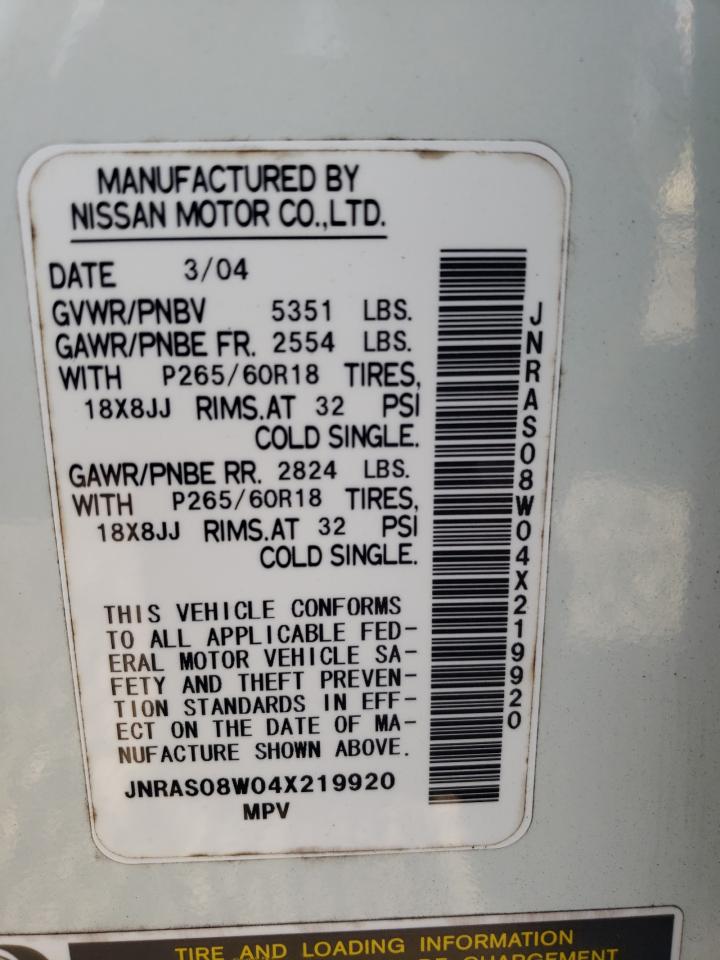 MANUFACTURED BY
NISSAN MOTOR CO.,LTD.
DATE 3/04
GVWR/PNBV 5351 LBS.
GAWR/PNBE FR. 2554 LBS.
WITH P265/60R18 TIRES,
18X8JJ RIMS.AT 32 PSI
COLD SINGLE.
GAWR/PNBE RR. 2824 LBS.
WITH P265/60R18 TIRES,
18X8JJ RIMS.AT 32 PSI
COLD SINGLE.
THIS VEHICLE CONFORMS
TO ALL APPLICABLE FED-
ERAL MOTOR VEHICLE SA-
FETY AND THEFT PREVEN-
TION STANDARDS IN EFF-
ECT ON THE DATE OF MA-
NUFACTURE SHOWN ABOVE.
JNRAS08W04X219920
MPV
JNRAS08W04X219920
TIRE AND LOADING INFORMATION
DE CHARGEMENT